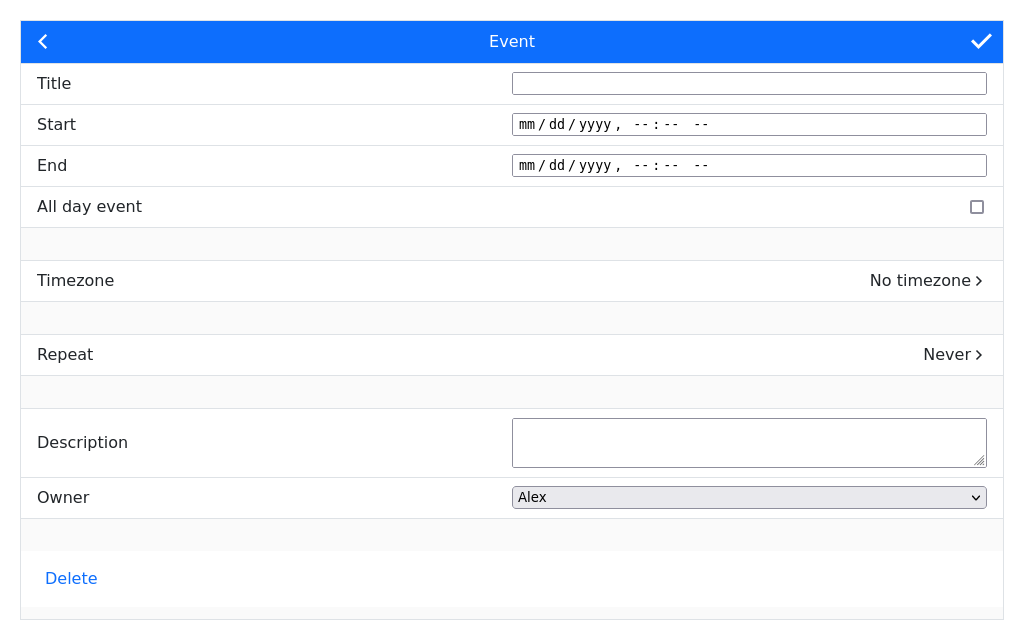 Event
Title
Start mm/dd/yyyy, --:-- --
End mm/dd/yyyy, --:-- --
All day event
Timezone No timezone
Repeat Never
Description
Owner Alex
Delete